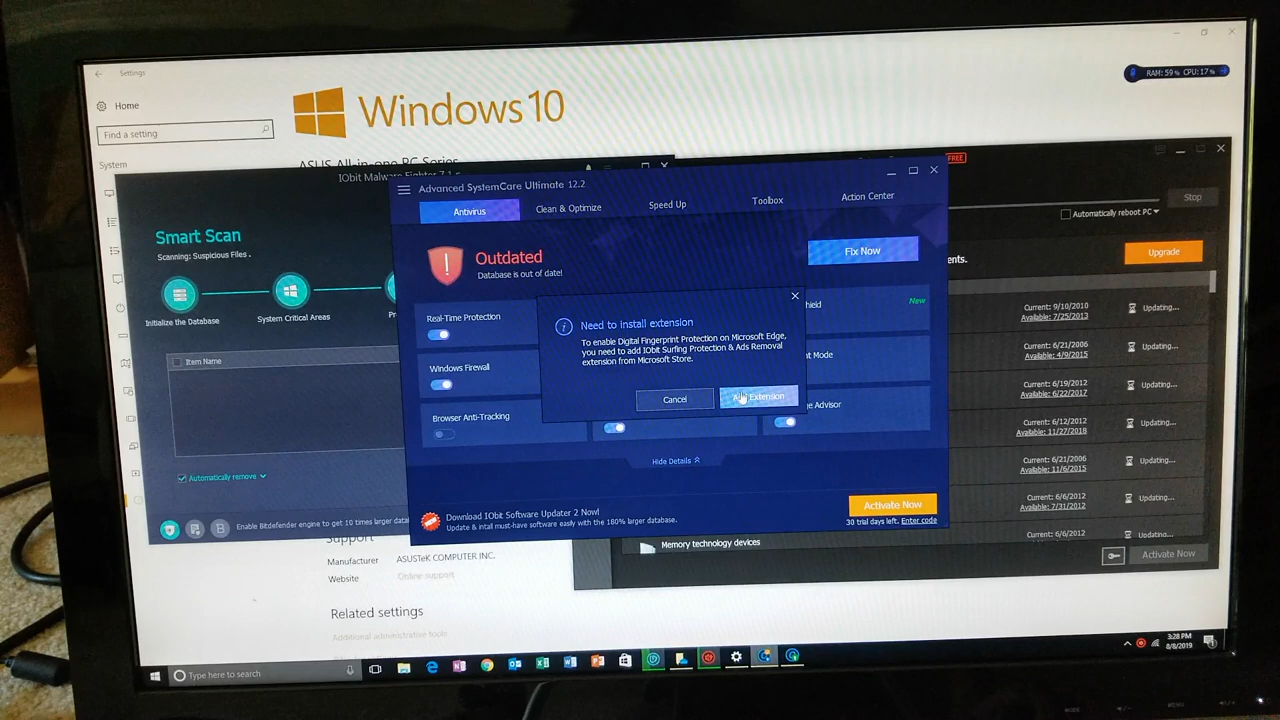 Settings
Home
Find a setting
System
Windows 10
ASUS All-in-one PC Series
RAM: 59% CPU: 17%
IObit Malware Fighter 7.1
Smart Scan
Scanning: Suspicious Files .
Initialize the Database
System Critical Areas
Item Name
Automatically remove
Enable Bitdefender engine to get 10 times larger
Advanced SystemCare Ultimate 12.2
Antivirus
Clean & Optimize
Speed Up
Toolbox
Action Center
Outdated
Database is out of date!
Fix Now
Real-Time Protection
Windows Firewall
Browser Anti-Tracking
New
Need to install extension
To enable Digital Fingerprint Protection on Microsoft Edge,
you need to add IObit Surfing Protection & Ads Removal
extension from Microsoft Store.
Cancel
Extension
Mode
Advisor
Hide Details
Download IObit Software Updater 2 Now!
Update & intall must-have software easily with the 180% larger database.
Activate Now
30 trial days left. Enter code
FREE
Stop
Automatically reboot PC
Upgrade
Current: 9/10/2010
Available: 7/25/2013
Updating...
Current: 6/21/2006
Available: 4/9/2015
Updating...
Current: 6/19/2012
Available: 6/22/2017
Updating...
Current: 6/12/2012
Available: 11/27/2018
Updating...
Current: 6/21/2006
Available: 11/6/2015
Updating...
Current: 6/6/2012
Available: 7/31/2012
Updating...
Current: 6/6/2012
Updating...
Memory technology devices
Activate Now
Support
Manufacturer
ASUSTeK COMPUTER INC.
Website
Online support
Related settings
Additional administrative tools
Type here to search
3:28 PM
8/8/2019